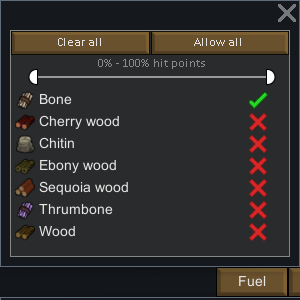 Clear all Allow all
0% - 100% hit points
Bone
Cherry wood
Chitin
Ebony wood
Sequoia wood
Thrumbone
Wood
Fuel